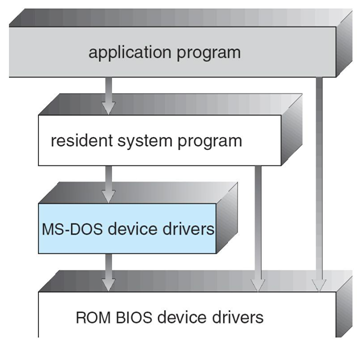 application program
resident system program
MS-DOS device drivers
ROM BIOS device drivers